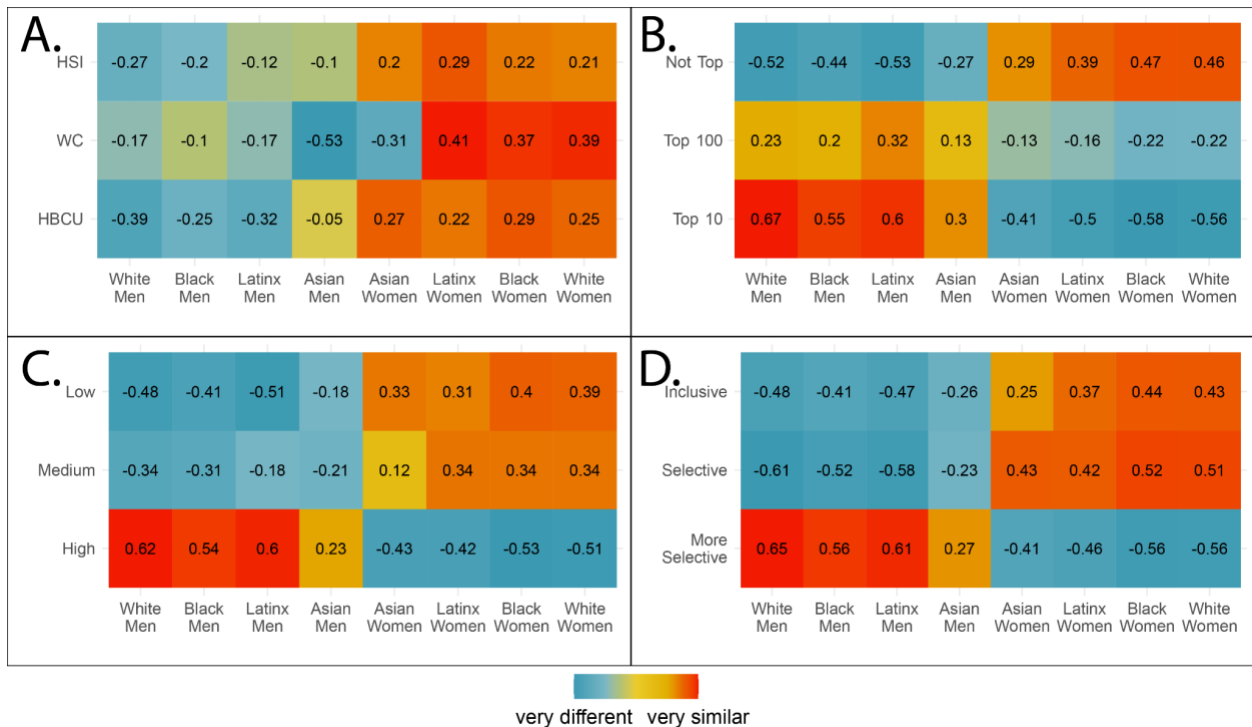 A.
HSI -0.27 -0.2 -0.12 -0.1 0.2 0.29 0.22 0.21
WC -0.17 -0.1 -0.17 -0.53 -0.31 0.41 0.37 0.39
HBCU -0.39 -0.25 -0.32 -0.05 0.27 0.22 0.29 0.25
White Black Latinx Asian Asian Latinx Black White
Men Men Men Men Women Women Women Women
B.
Not Top -0.52 -0.44 -0.53 -0.27 0.29 0.39 0.47 0.46
Top 100 0.23 0.2 0.32 0.13 -0.13 -0.16 -0.22 -0.22
Top 10 0.67 0.55 0.6 0.3 -0.41 -0.5 -0.58 -0.56
White Black Latinx Asian Asian Latinx Black White
Men Men Men Men Women Women Women Women
C.
Low -0.48 -0.41 -0.51 -0.18 0.33 0.31 0.4 0.39
Medium -0.34 -0.31 -0.18 -0.21 0.12 0.34 0.34 0.34
High 0.62 0.54 0.6 0.23 -0.43 -0.42 -0.53 -0.51
White Black Latinx Asian Asian Latinx Black White
Men Men Men Men Women Women Women Women
D.
Inclusive -0.48 -0.41 -0.47 -0.26 0.25 0.37 0.44 0.43
Selective -0.61 -0.52 -0.58 -0.23 0.43 0.42 0.52 0.51
More
Selective 0.65 0.56 0.61 0.27 -0.41 -0.46 -0.56 -0.56
White Black Latinx Asian Asian Latinx Black White
Men Men Men Men Women Women Women Women
very different very similar